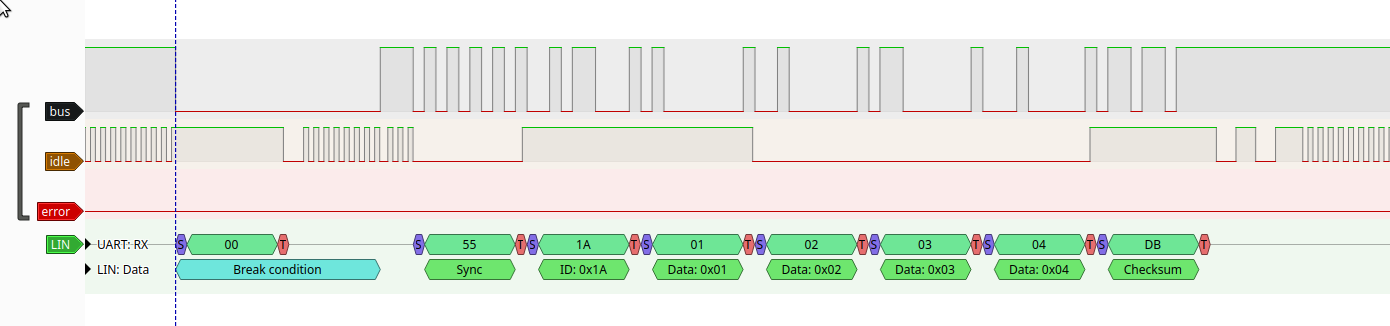 bus
idle
error
LIN UART: RX S 00 T S 55 T S 1A T S 01 T S 02 T S 03 T S 04 T S DB T
LIN: Data Break condition Sync ID: 0x1A Data: 0x01 Data: 0x02 Data: 0x03 Data: 0x04 Checksum